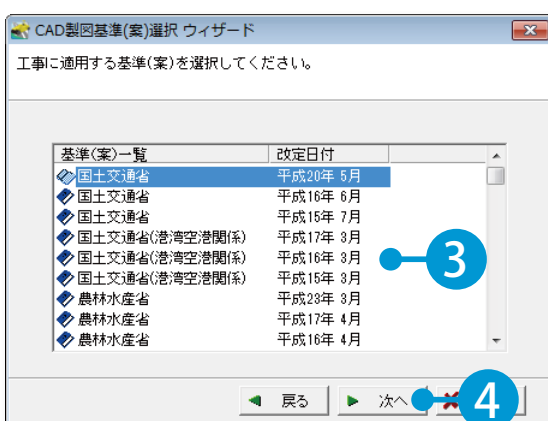 CAD製図基準(案)選択 ウィザード
工事に適用する基準(案)を選択してください。
基準(案)一覧 改定日付
国土交通省 平成20年 5月
国土交通省 平成16年 6月
国土交通省 平成15年 7月
国土交通省(港湾空港関係) 平成17年 3月
国土交通省(港湾空港関係) 平成16年 3月
国土交通省(港湾空港関係) 平成15年 3月
農林水産省 平成23年 3月
農林水産省 平成17年 4月
農林水産省 平成16年 4月
3
戻る 次へ 4